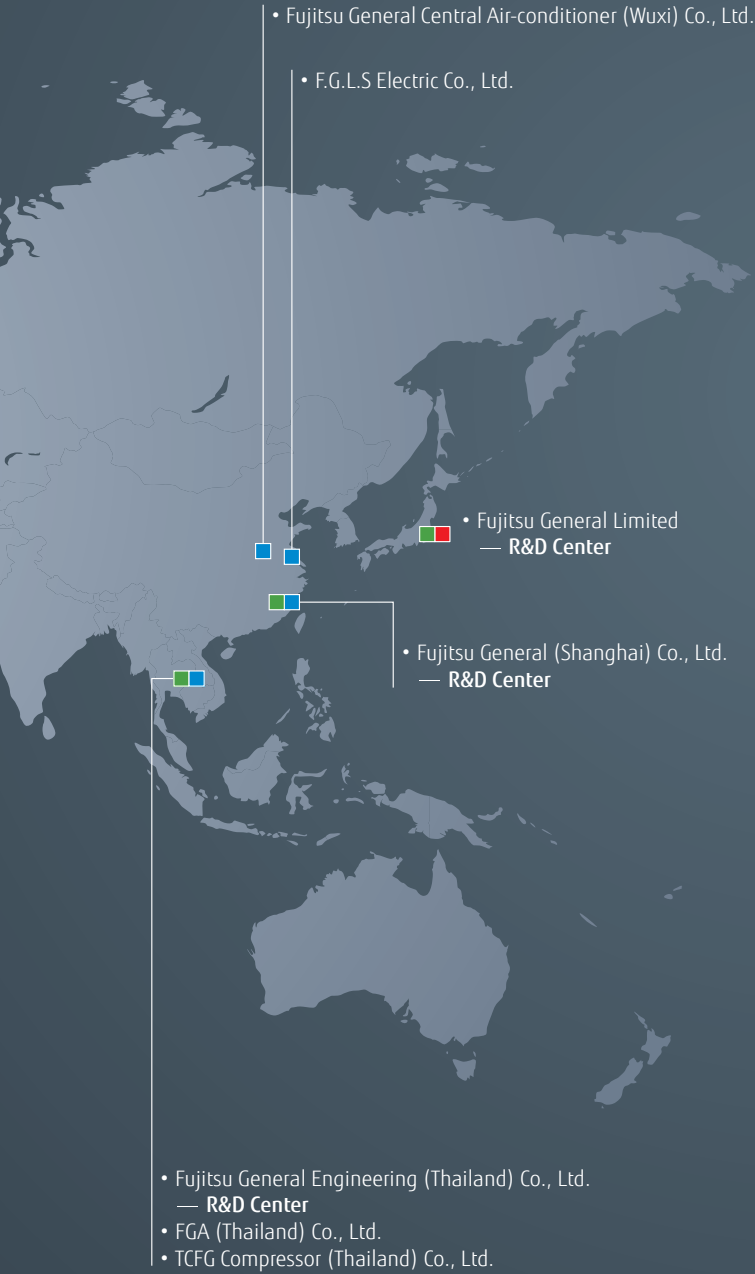 • Fujitsu General Central Air-conditioner (Wuxi) Co., Ltd.
• F.G.L.S Electric Co., Ltd.
• Fujitsu General Limited
— R&D Center
• Fujitsu General (Shanghai) Co., Ltd.
— R&D Center
• Fujitsu General Engineering (Thailand) Co., Ltd.
— R&D Center
• FGA (Thailand) Co., Ltd.
• TCFG Compressor (Thailand) Co., Ltd.